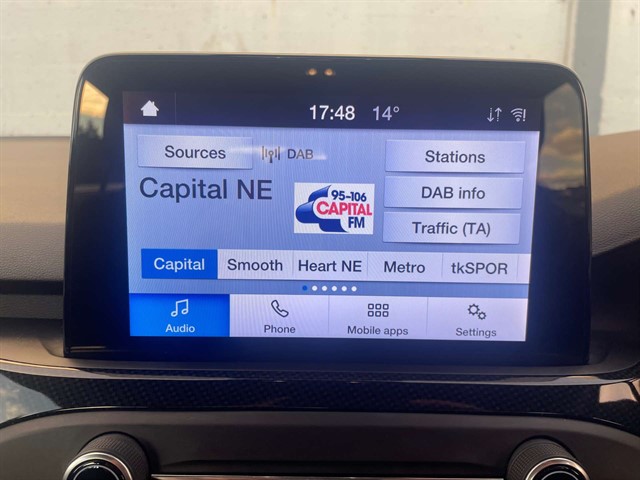 17:48 14°
Sources DAB Stations
Capital NE
95-106
CAPITAL
FM
DAB info
Traffic (TA)
Capital Smooth Heart NE Metro tkSPOR
Audio Phone Mobile apps Settings